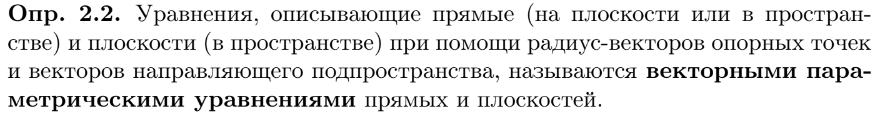 Опр. 2.2. Уравнения, описывающие прямые (на плоскости или в простран-
стве) и плоскости (в пространстве) при помощи радиус-векторов опорных точек
и векторов направляющего подпространства, называются векторными пара-
метрическими уравнениями прямых и плоскостей.